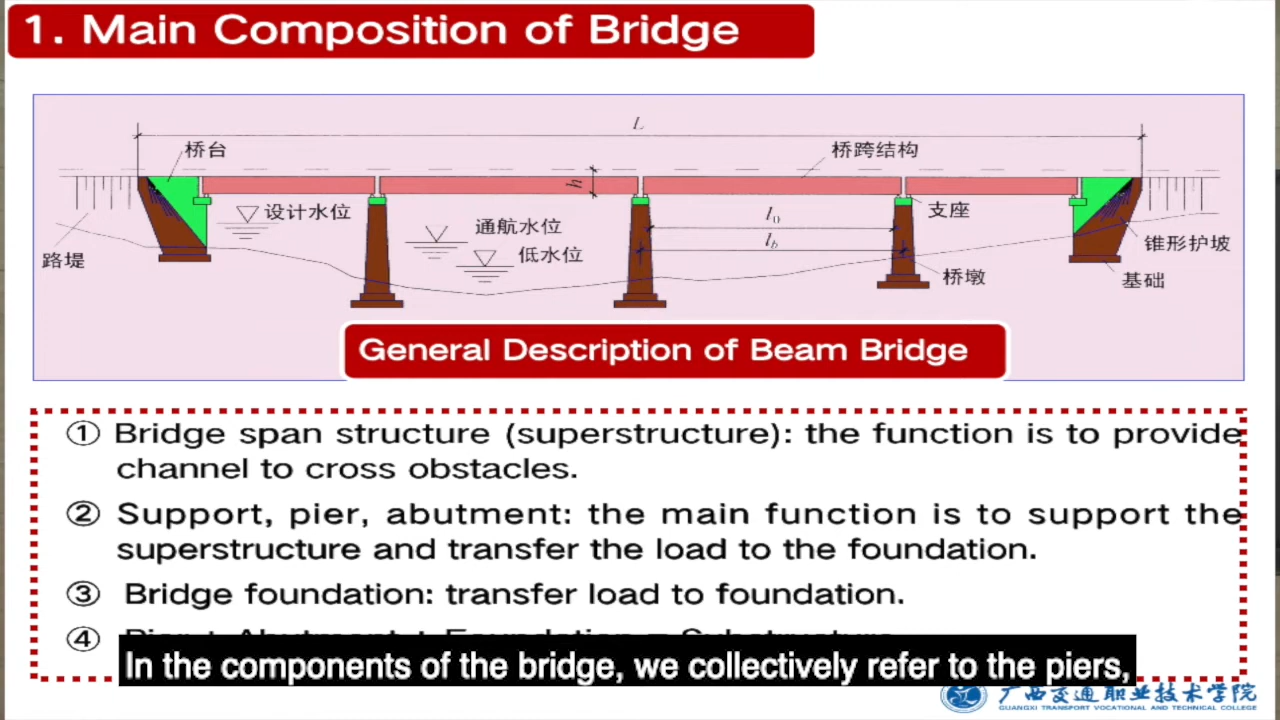 1. Main Composition of Bridge
L
桥台
桥跨结构
h
设计水位
通航水位
低水位
l0
lb
支座
桥墩
路堤
锥形护坡
基础
General Description of Beam Bridge
① Bridge span structure (superstructure): the function is to provide
channel to cross obstacles.
② Support, pier, abutment: the main function is to support the
superstructure and transfer the load to the foundation.
③ Bridge foundation: transfer load to foundation.
④ Pier + Abutment + Foundation = Substructure
In the components of the bridge, we collectively refer to the piers,
广西交通职业技术学院
GUANGXI TRANSPORT VOCATIONAL AND TECHNICAL COLLEGE